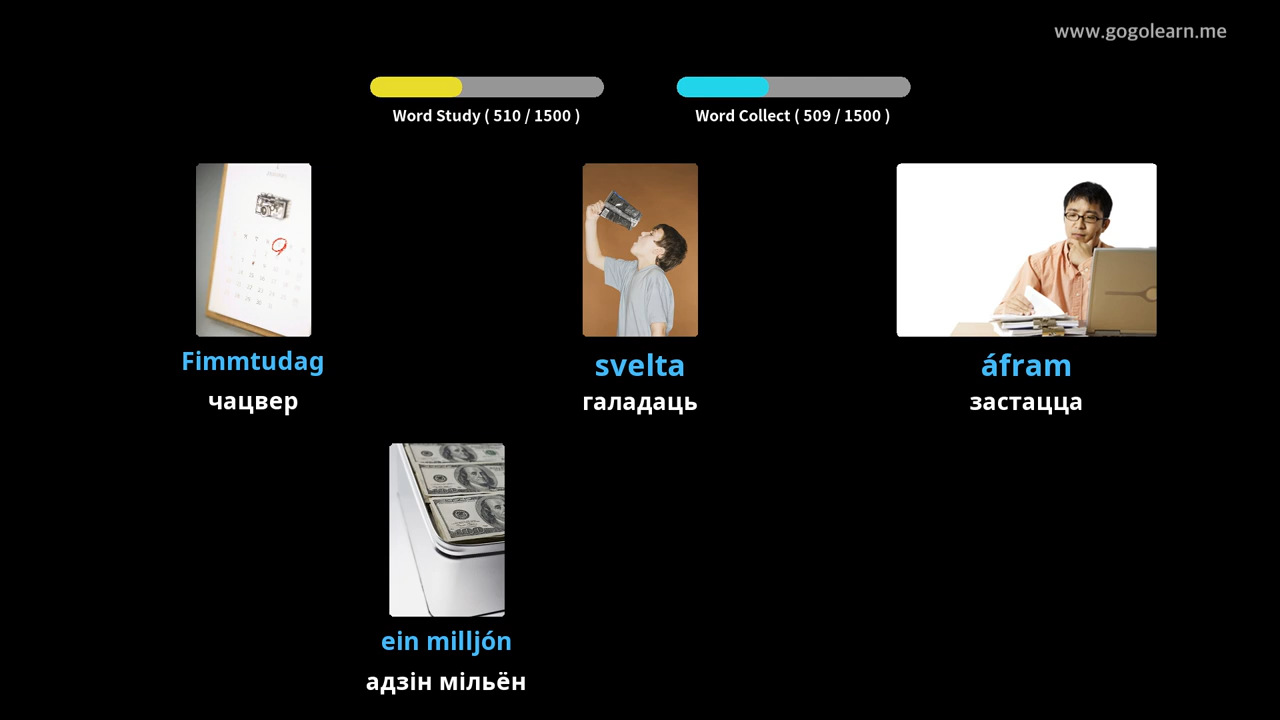 www.gogolearn.me
Word Study ( 510 / 1500 )
Word Collect ( 509 / 1500 )
Fimmtudag
чацвер
svelta
галадаць
áfram
застацца
ein milljón
адзін мільён